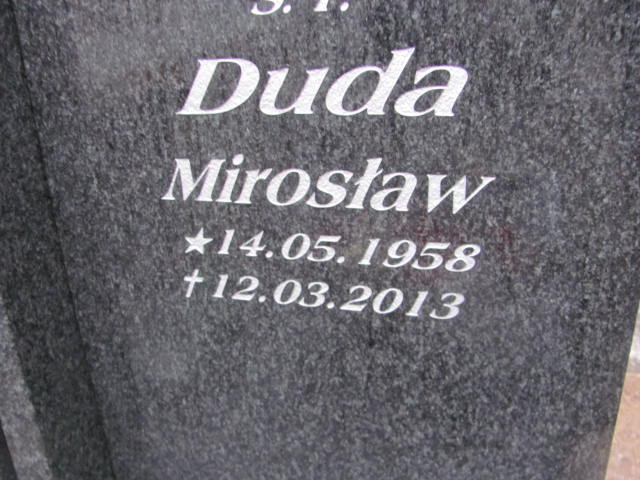 Ś. P.
Duda
Mirosław
★14.05.1958
†12.03.2013